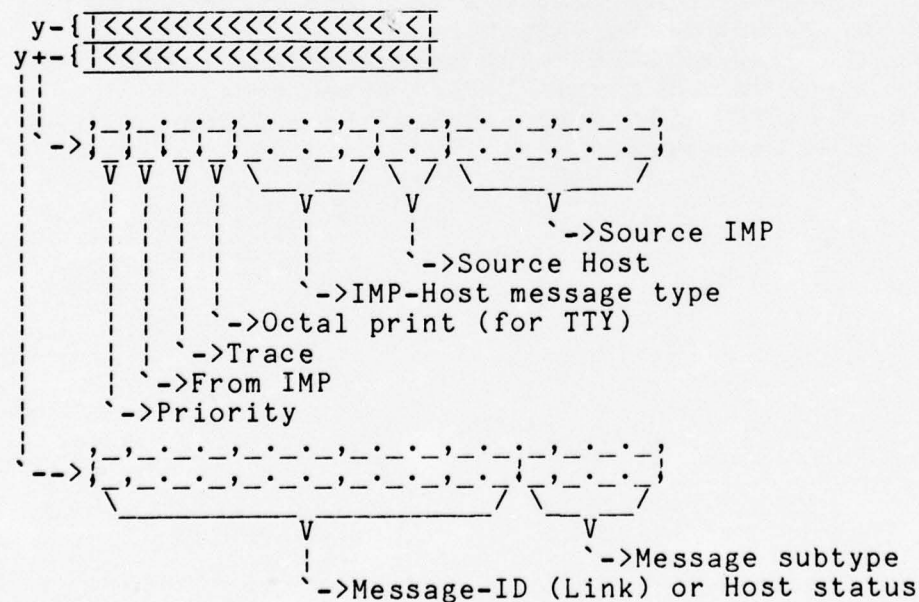 y-{¦<<<<<<<<<<<<<<<<<<¦
y+-{¦<<<<<<<<<<<<<<<<<<¦
V V V V
V V V
`->Source IMP
`->Source Host
`->IMP-Host message type
`->Octal print (for TTY)
`->Trace
`->From IMP
`->Priority
V V
`->Message subtype
`->Message-ID (Link) or Host status